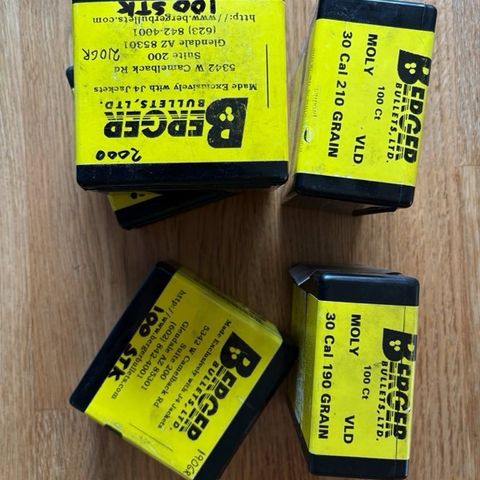 BERGER
BULLETS, LTD.
Made Exclusively with J4 Jackets
5342 W Camelback Rd
Suite 200
Glendale AZ 85301
(623) 842-4001
http://www.bergerbullets.com
100 STK
210GR
2000
BERGER
BULLETS, LTD.
100 Ct
MOLY VLD
30 Cal 210 GRAIN
BERGER
BULLETS, LTD.
Made Exclusively with J4 Jackets
5342 W Camelback Rd
Suite 200
Glendale AZ 85301
(602) 842-4001
http://www.bergerbullets.com
100 STK
190GR
BERGER
BULLETS, LTD.
100 Ct
MOLY VLD
30 Cal 190 GRAIN